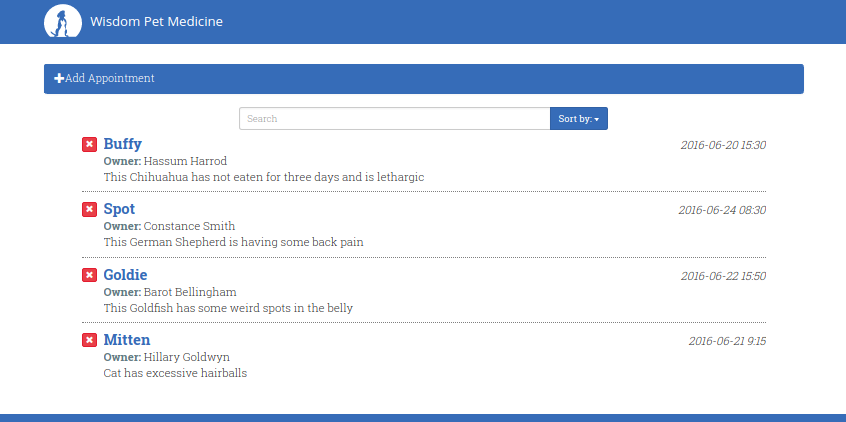 Wisdom Pet Medicine
Add Appointment
Search Sort by:
Buffy 2016-06-20 15:30
Owner: Hassum Harrod
This Chihuahua has not eaten for three days and is lethargic
Spot 2016-06-24 08:30
Owner: Constance Smith
This German Shepherd is having some back pain
Goldie 2016-06-22 15:50
Owner: Barot Bellingham
This Goldfish has some weird spots in the belly
Mitten 2016-06-21 9:15
Owner: Hillary Goldwyn
Cat has excessive hairballs